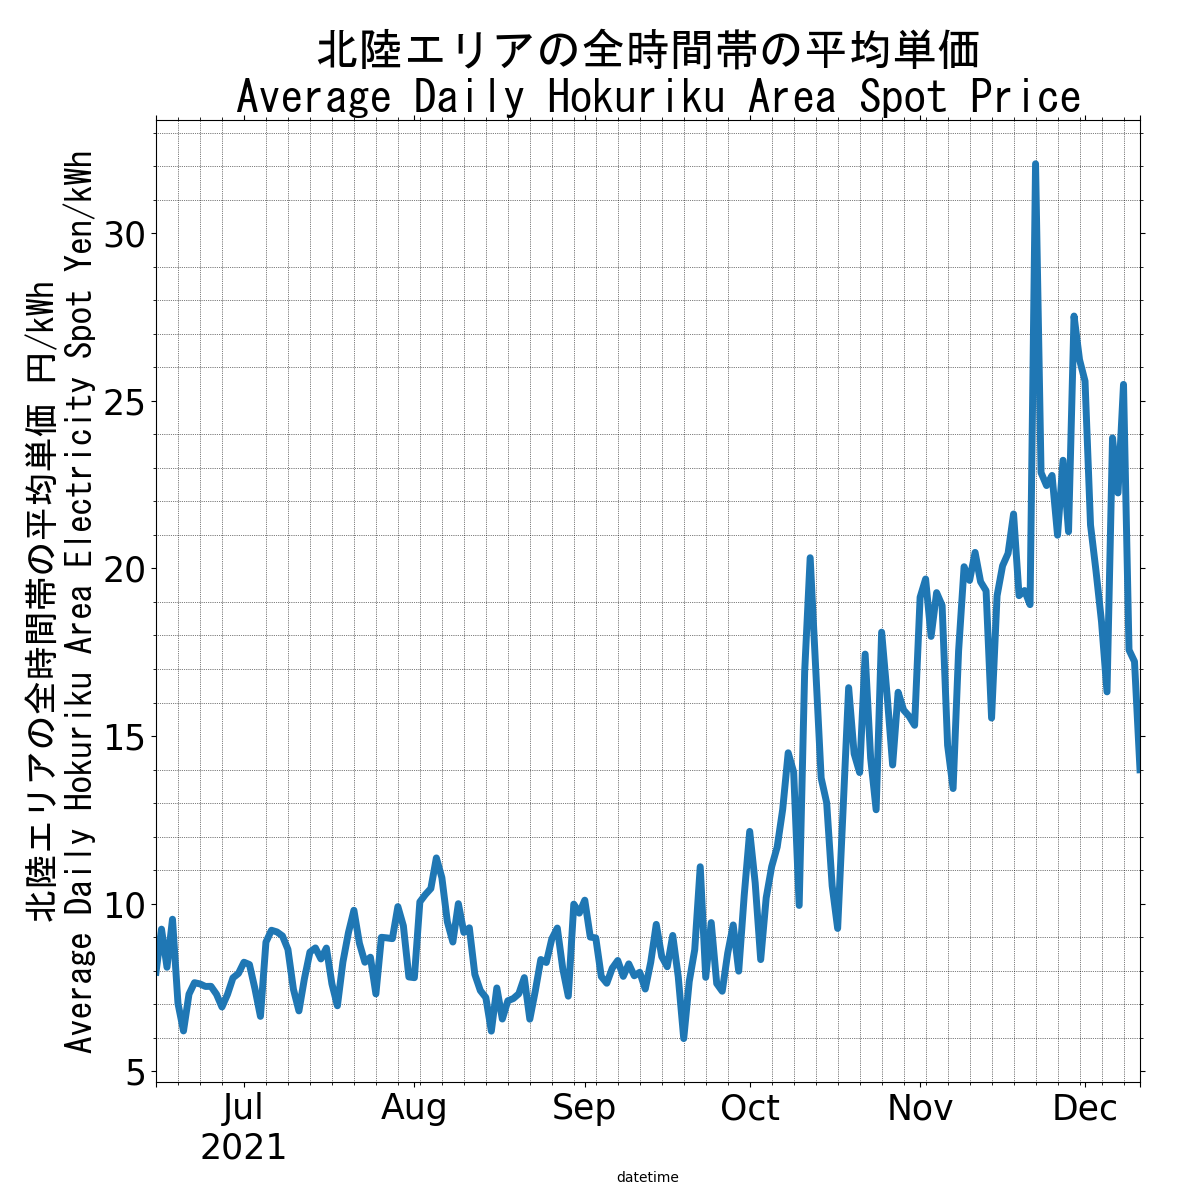 北陸エリアの全時間帯の平均単価
Average Daily Hokuriku Area Spot Price
北陸エリアの全時間帯の平均単価 円/kWh
Average Daily Hokuriku Area Electricity Spot Yen/kWh
30
25
20
15
10
5
Jul
2021
Aug
Sep
Oct
Nov
Dec
datetime